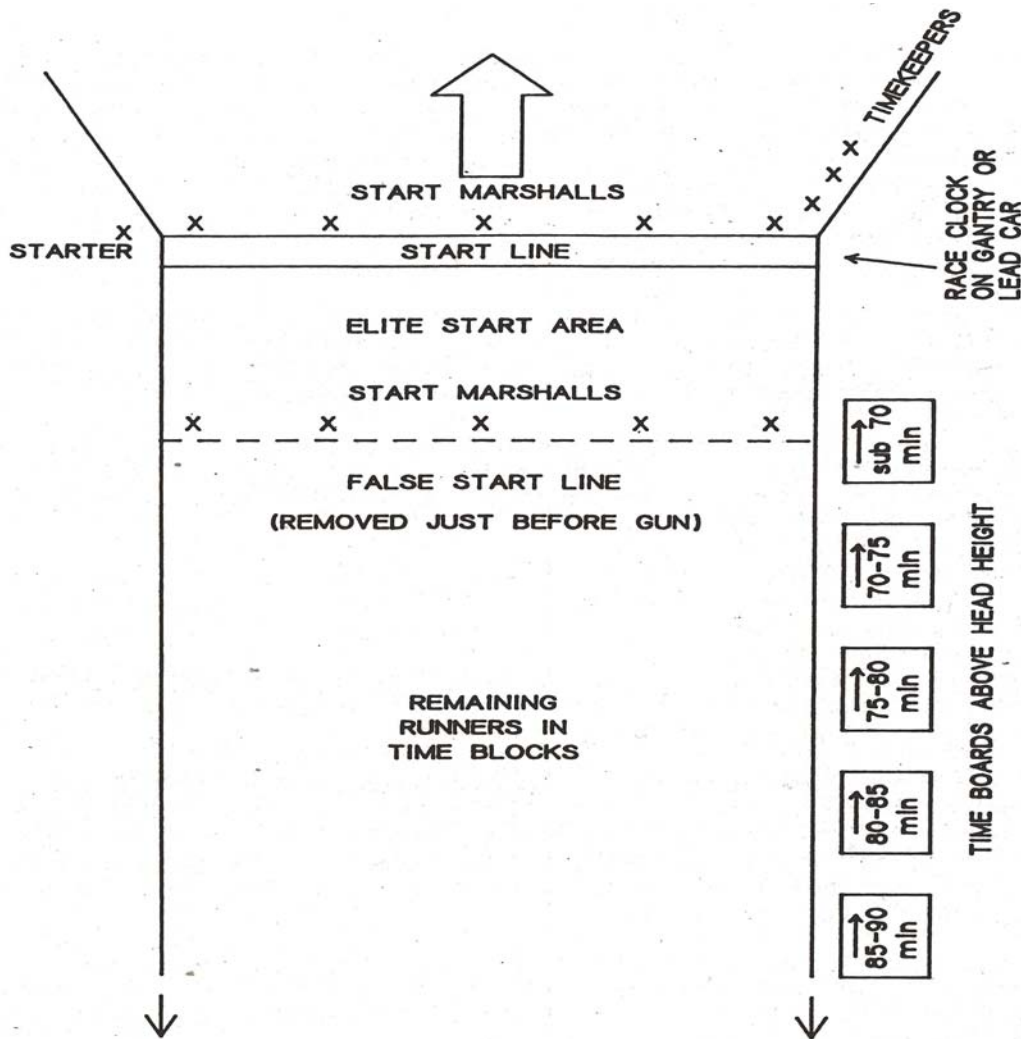 TIMEKEEPERS
START MARSHALLS
STARTER
START LINE
RACE CLOCK
ON GANTRY OR
LEAD CAR
ELITE START AREA
START MARSHALLS
FALSE START LINE
(REMOVED JUST BEFORE GUN)
REMAINING
RUNNERS IN
TIME BLOCKS
sub 70
min
70-75
min
75-80
min
80-85
min
85-90
min
TIME BOARDS ABOVE HEAD HEIGHT